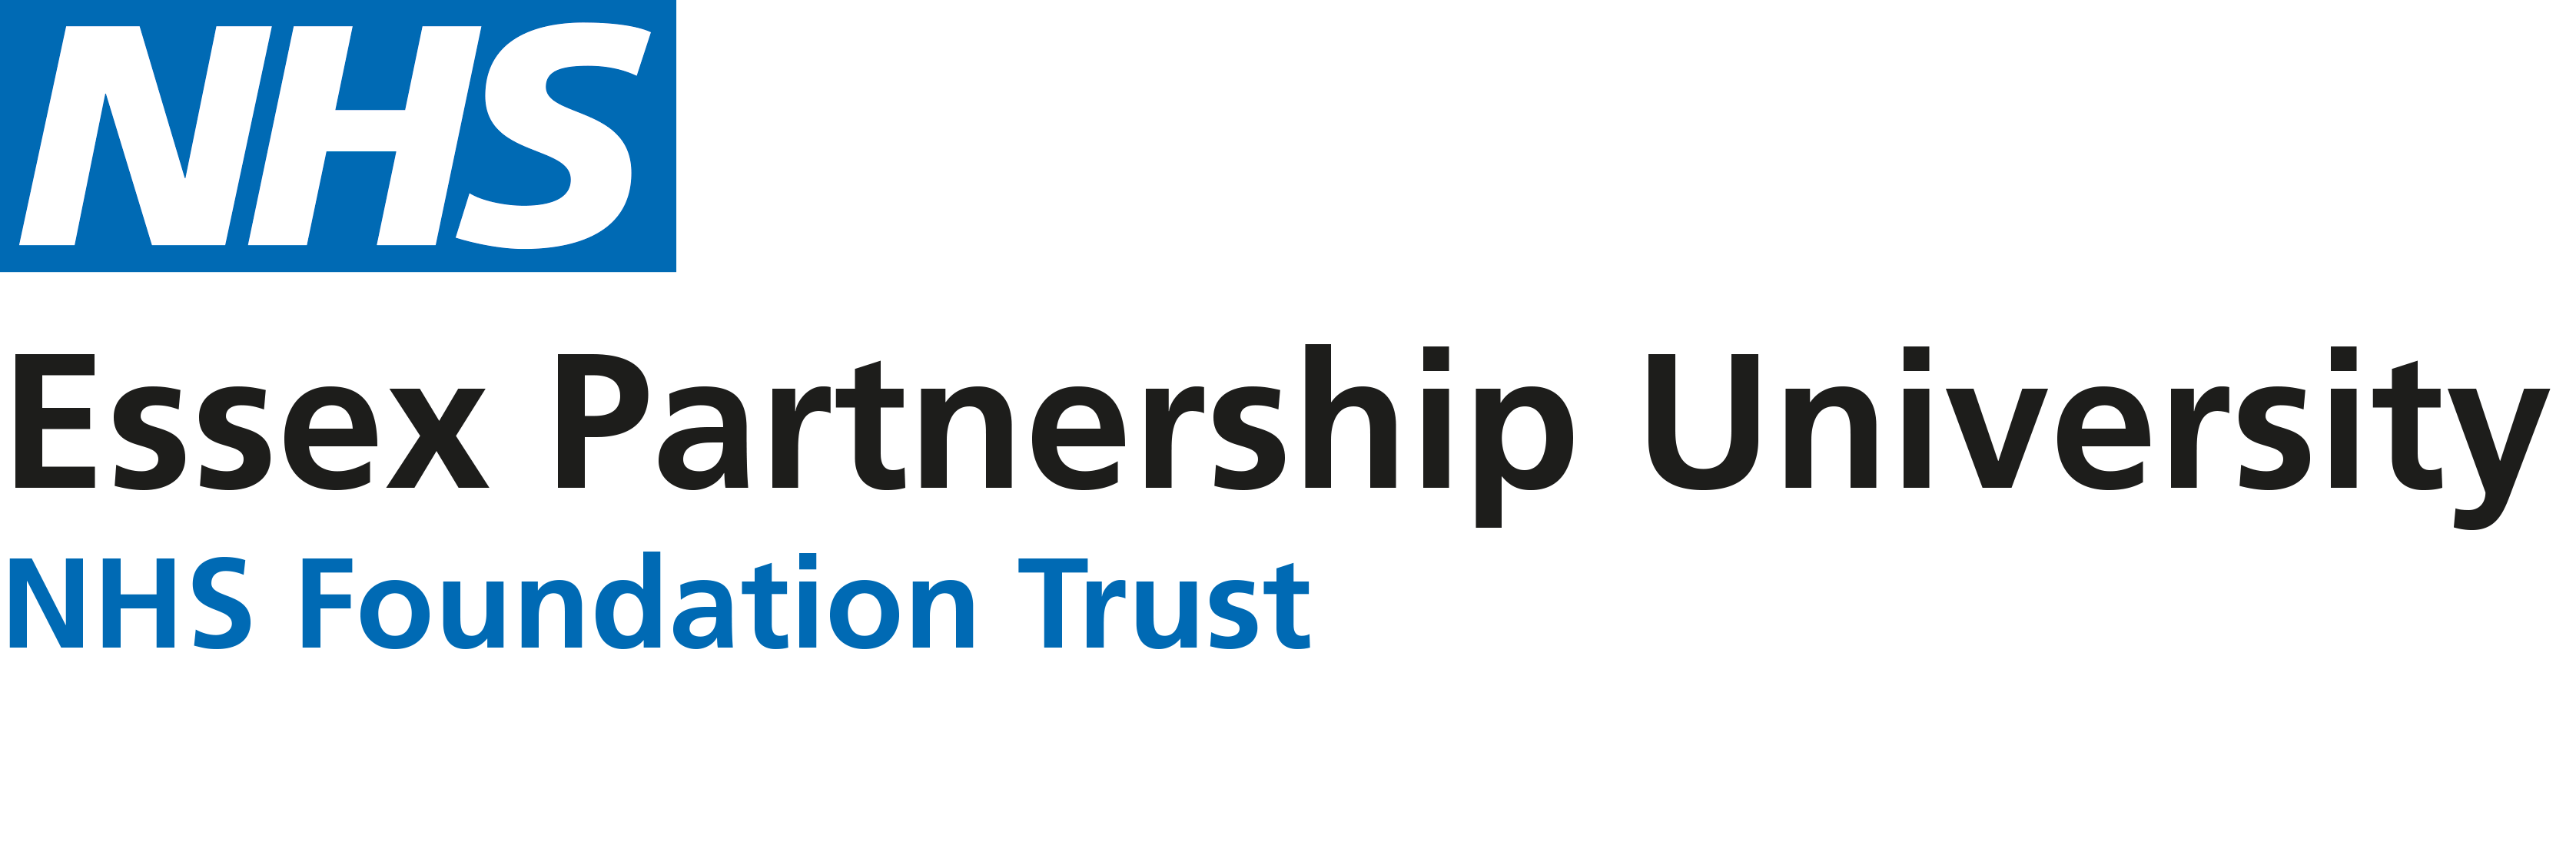 NHS
Essex Partnership University
NHS Foundation Trust